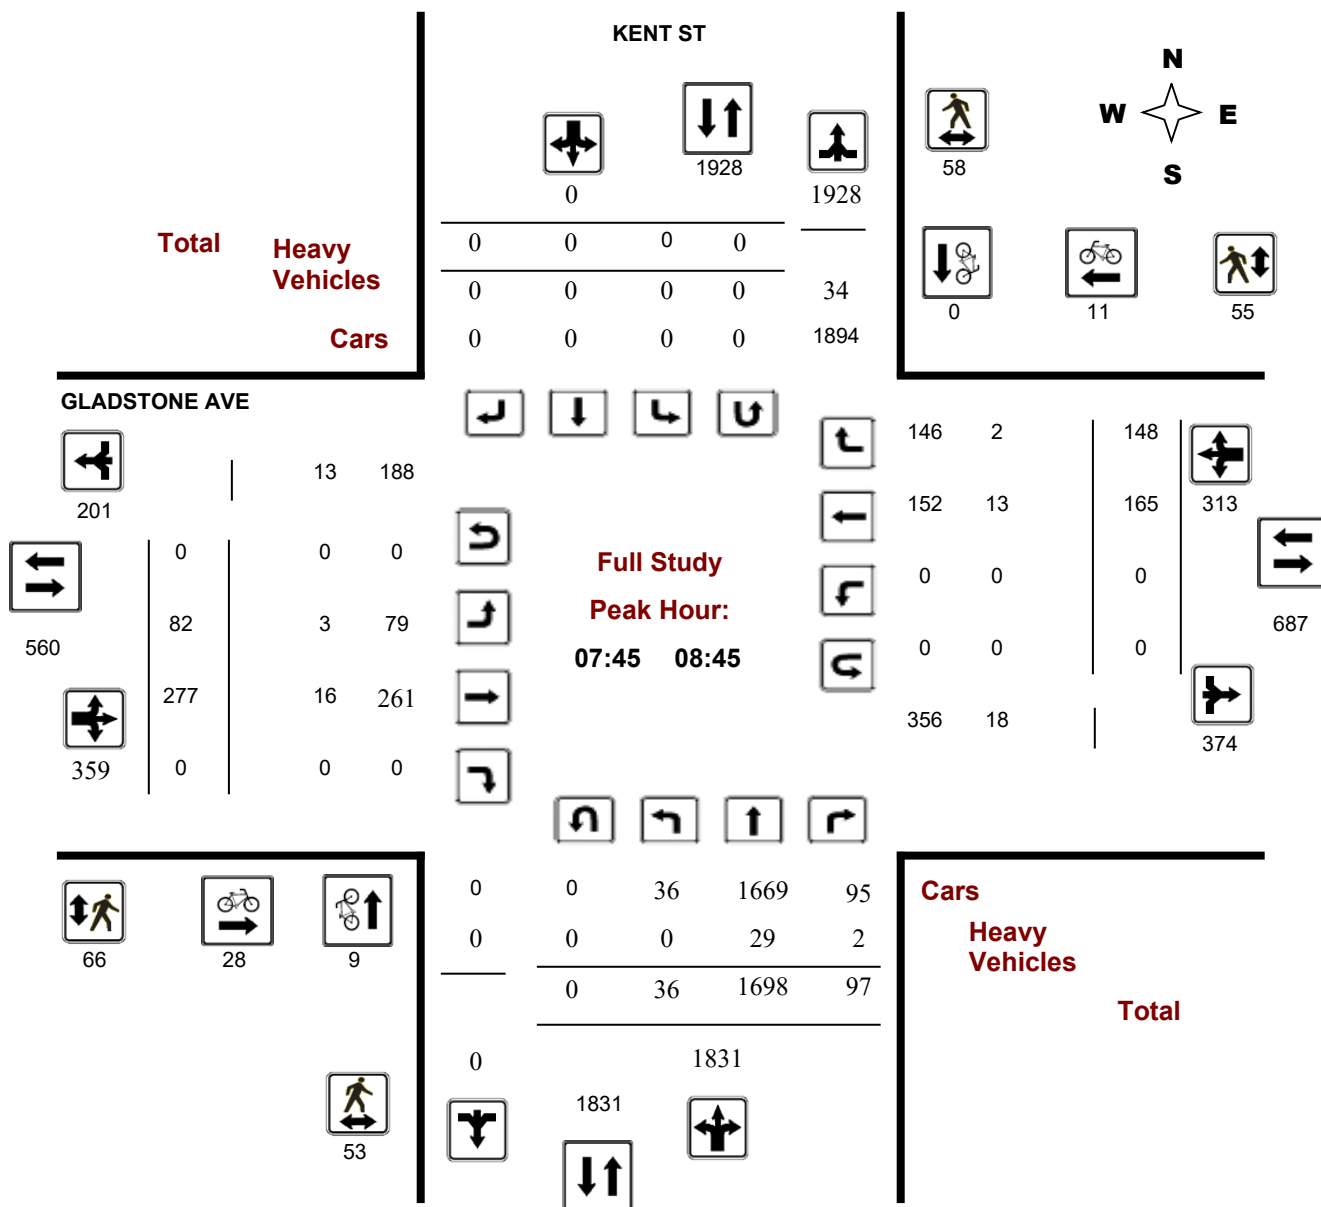 KENT ST
N
W E
S
1928
58
0
1928
Total
Heavy
Vehicles
Cars
0 0 0 0
0 0 0 0 34
0 0 0 0 1894
0
11
55
GLADSTONE AVE
146 2 148
13 188
201
152 13 165 313
0 0 0
0 0 0
687
82 3 79
560
0 0 0
277 16 261
356 18
374
359
0 0 0
Full Study
Peak Hour:
07:45 08:45
0 0 36 1669 95
0 0 0 29 2
0 36 1698 97
Cars
Heavy
Vehicles
Total
66
28
9
0
1831
1831
53